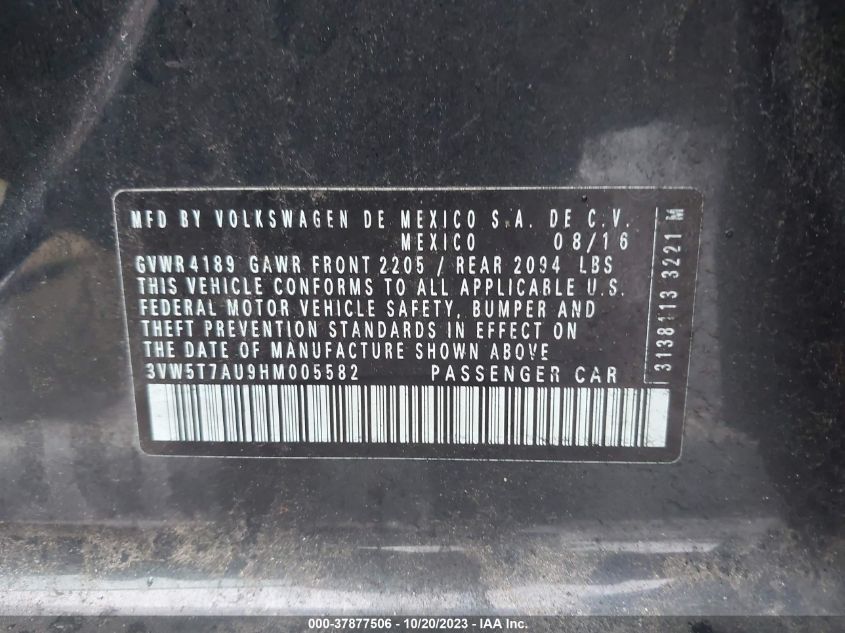 MFD BY VOLKSWAGEN DE MEXICO S.A. DE C.V.
MEXICO 08/16
GVWR4189 GAWR FRONT 2205 / REAR 2094 LBS
THIS VEHICLE CONFORMS TO ALL APPLICABLE U.S.
FEDERAL MOTOR VEHICLE SAFETY, BUMPER AND
THEFT PREVENTION STANDARDS IN EFFECT ON
THE DATE OF MANUFACTURE SHOWN ABOVE
3VW5T7AU9HM005582 PASSENGER CAR
3138113 3221 M
000-37877506 - 10/20/2023 - IAA Inc.